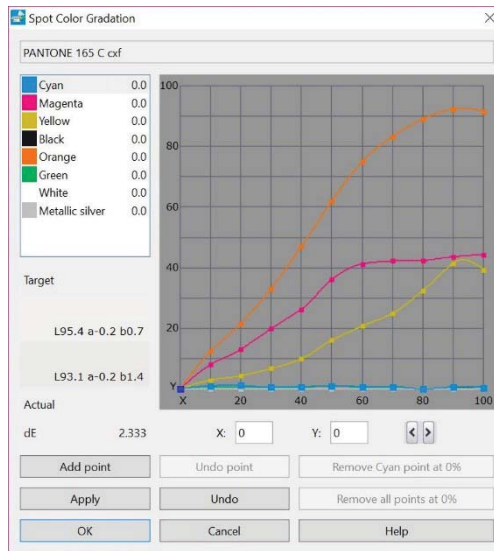 Spot Color Gradation
PANTONE 165 C cxf
Cyan 0.0
Magenta 0.0
Yellow 0.0
Black 0.0
Orange 0.0
Green 0.0
White 0.0
Metallic silver 0.0
100
80
60
40
20
Y
X 20 40 60 80 100
Target
L95.4 a-0.2 b0.7
L93.1 a-0.2 b1.4
Actual
dE 2.333
X: 0 Y: 0 < >
Add point Undo point Remove Cyan point at 0%
Apply Undo Remove all points at 0%
OK Cancel Help